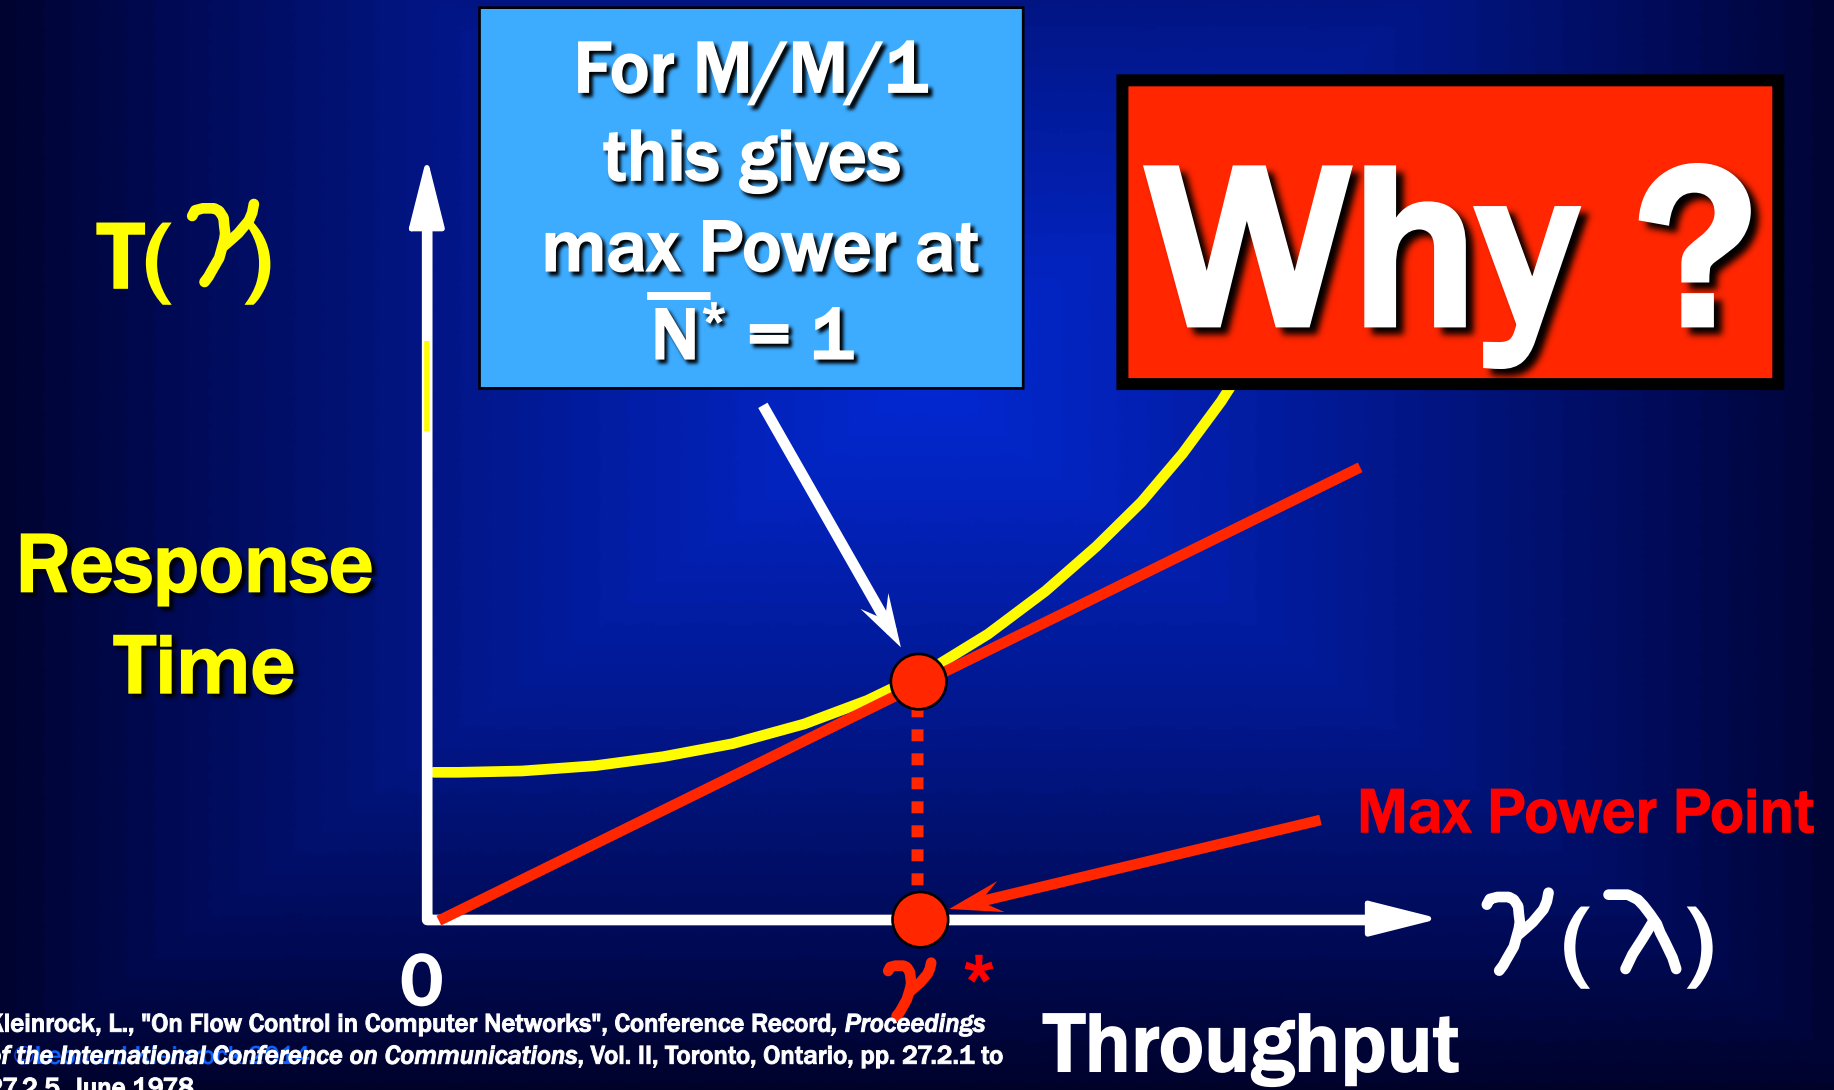 For M/M/1
this gives
max Power at
N̅* = 1
Why ?
T(γ)
Response
Time
Max Power Point
γ(λ)
0
γ *
Throughput
Kleinrock, L., "On Flow Control in Computer Networks", Conference Record, Proceedings
of the International Conference on Communications, Vol. II, Toronto, Ontario, pp. 27.2.1 to
27.2.5, June 1978